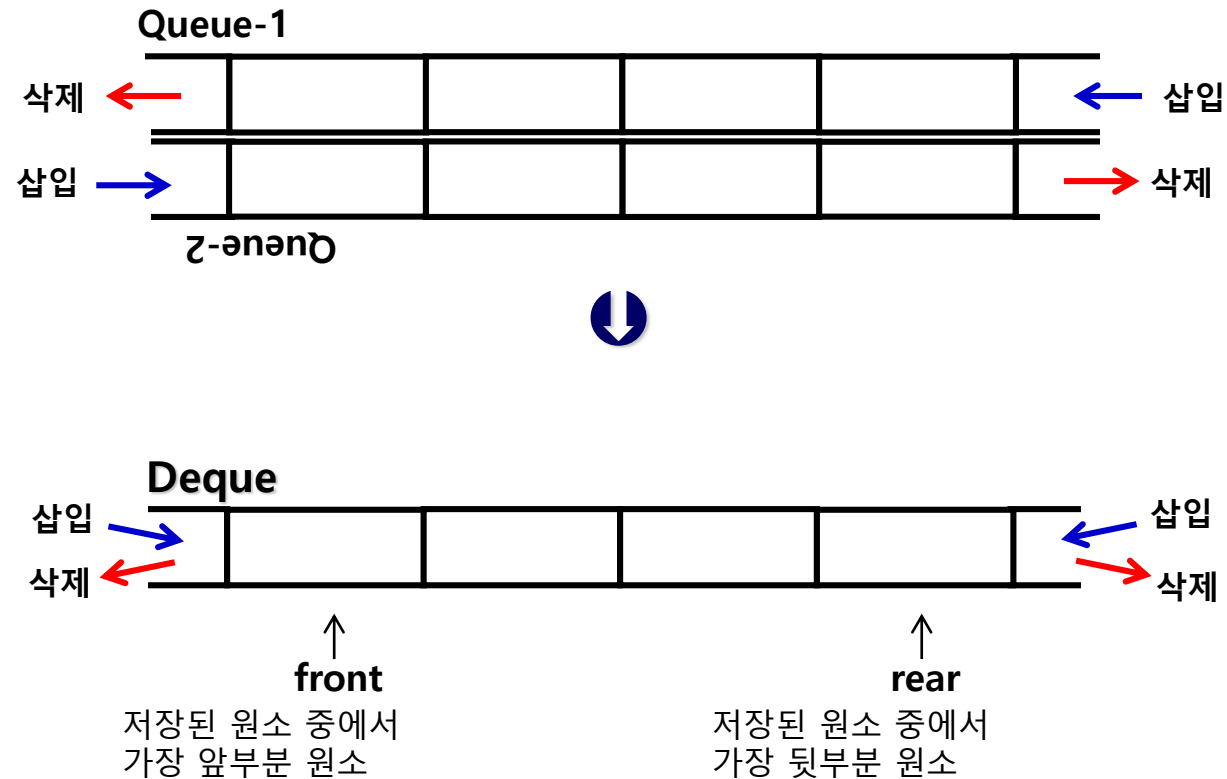 Queue-1
삭제
삽입
삽입
삭제
Queue-2
Deque
삽입
삽입
삭제
삭제
front
rear
저장된 원소 중에서
가장 앞부분 원소
저장된 원소 중에서
가장 뒷부분 원소